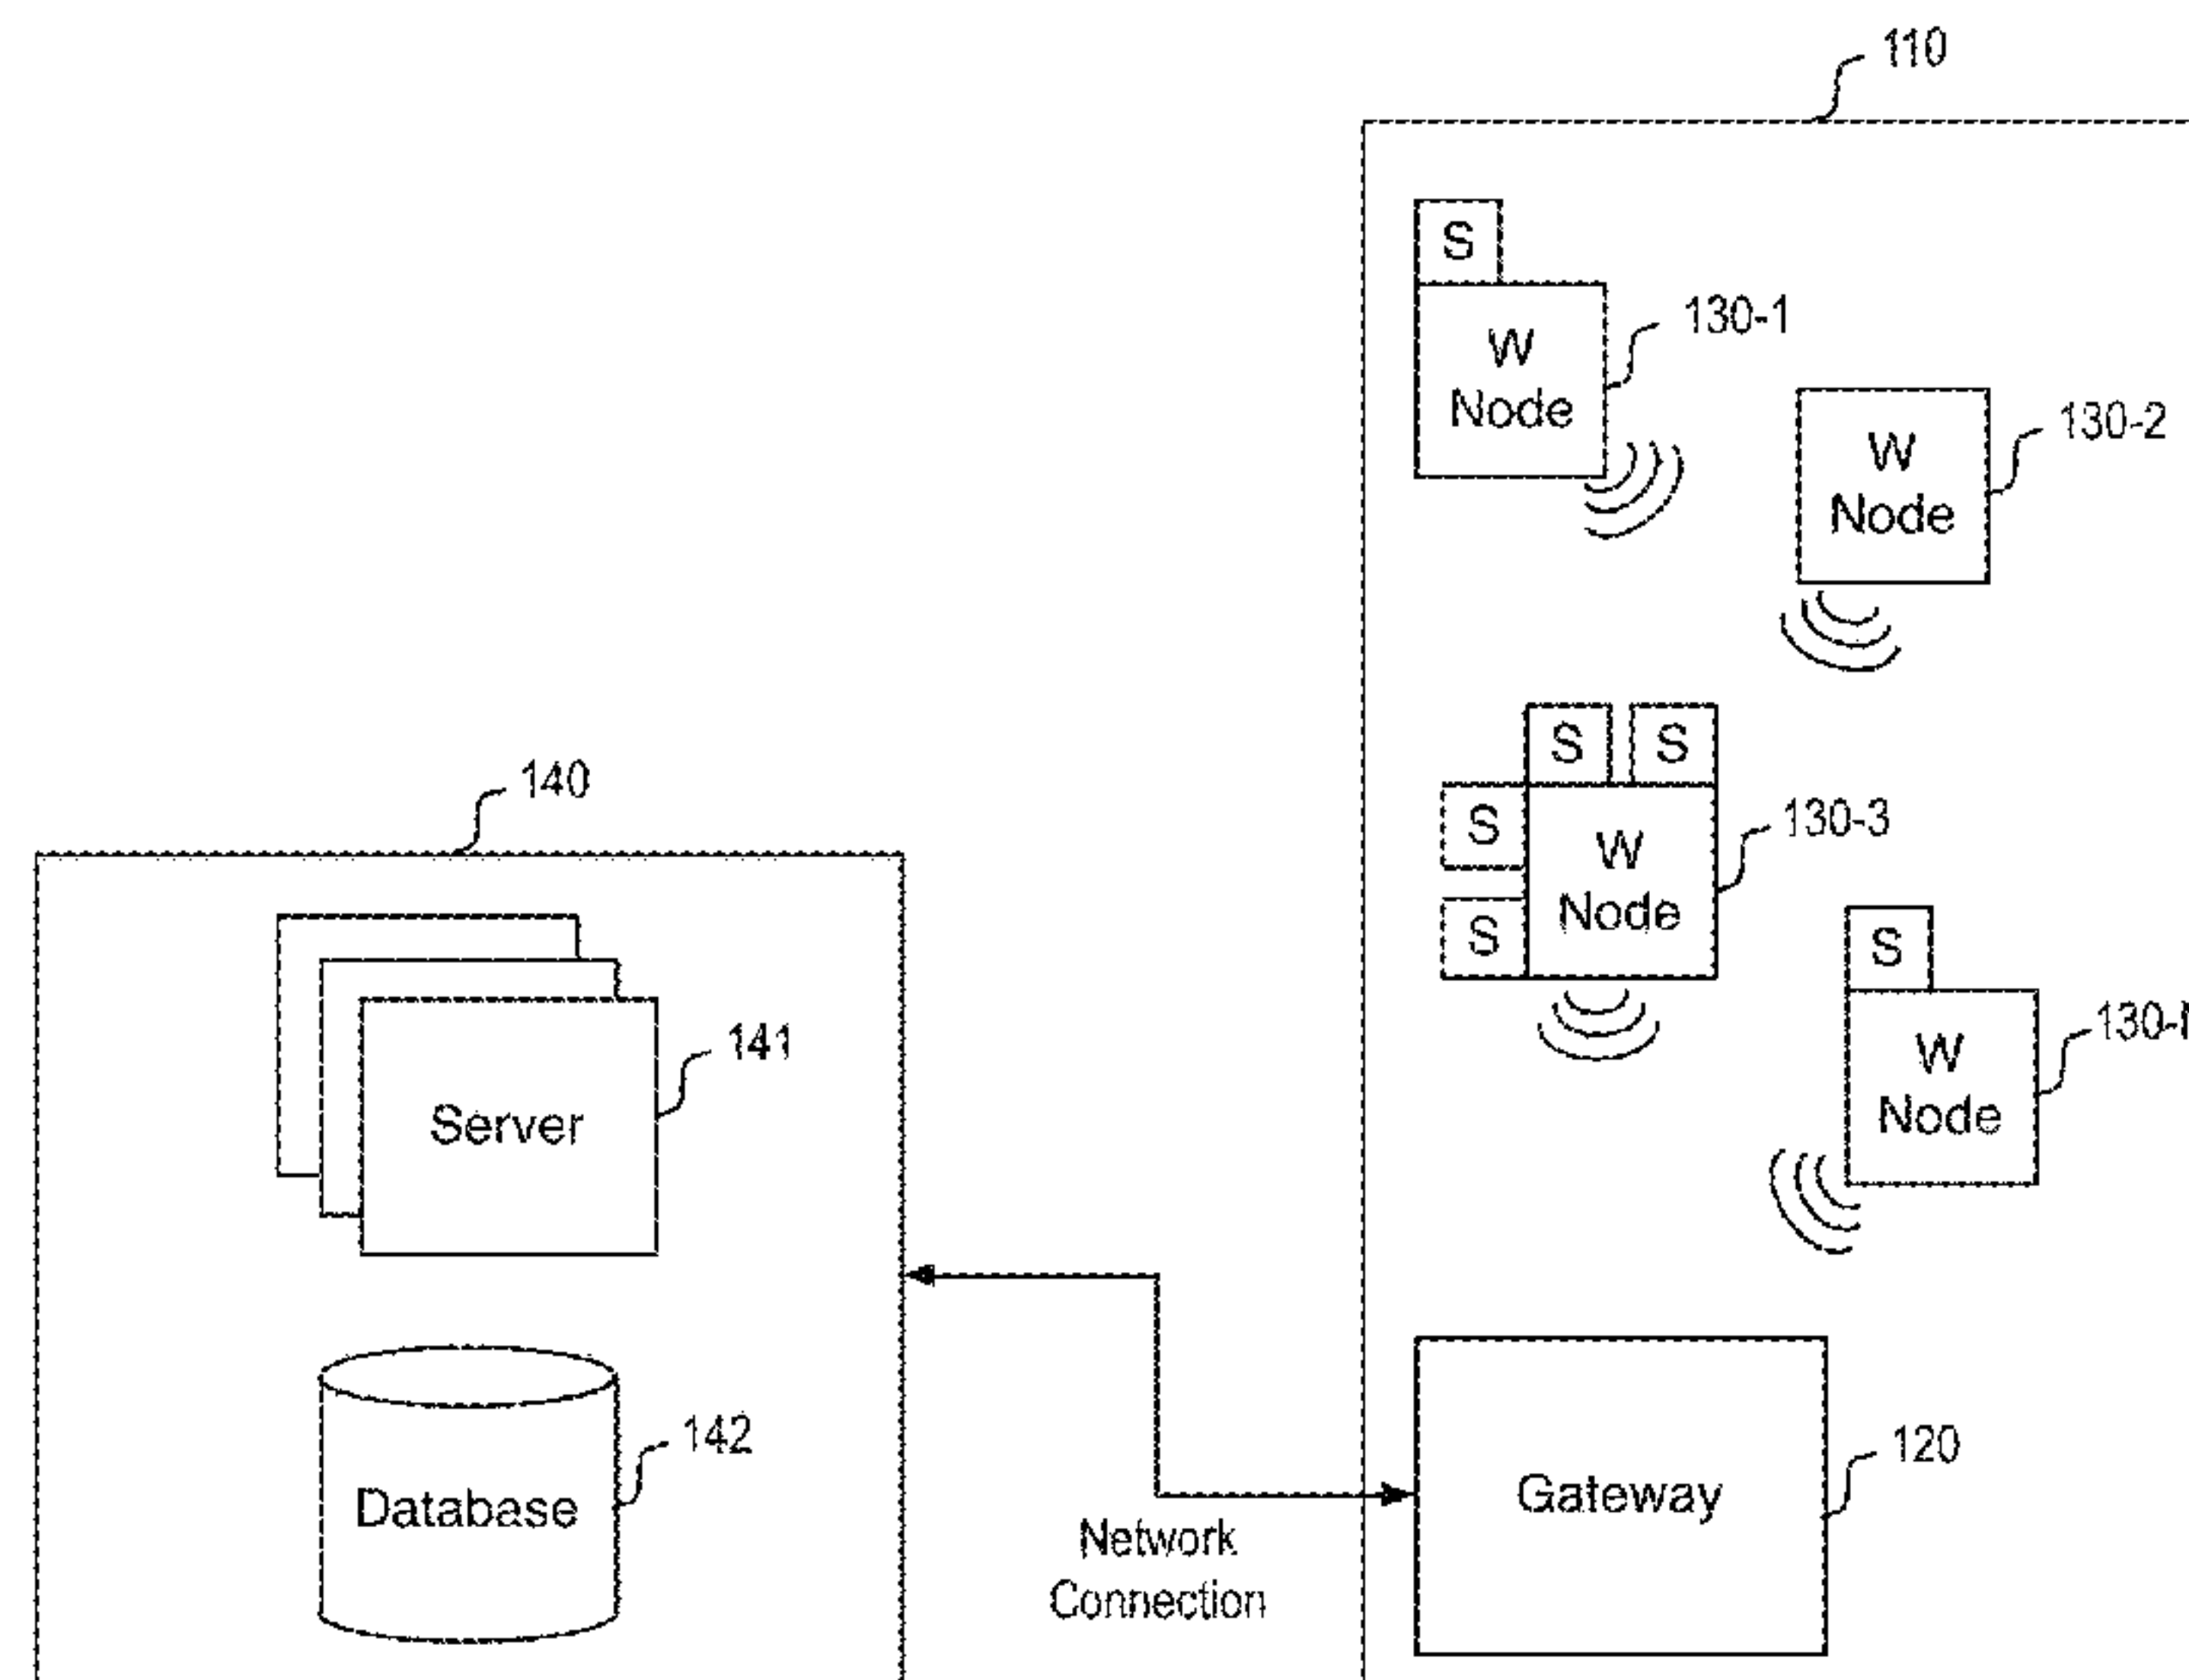 110
S
W
Node
130-1
W
Node
130-2
S
S
S
S
W
Node
130-3
S
W
Node
140
Server
141
Database
142
Network
Connection
Gateway
120